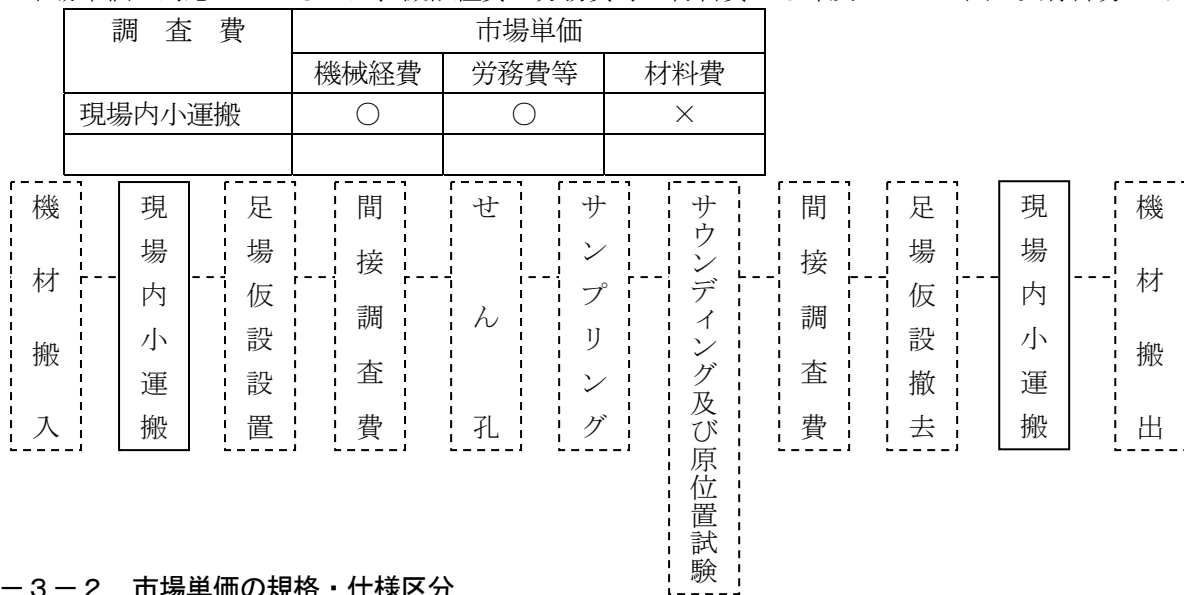 調査費
市場単価
機械経費
労務費等
材料費
現場内小運搬
○
○
×
機材搬入
現場内小運搬
足場仮設設置
間接調査費
せん孔
サンプリング
サウンディング及び原位置試験
間接調査費
足場仮設撤去
現場内小運搬
機材搬出
－３－２ 市場単価の規格・仕様区分